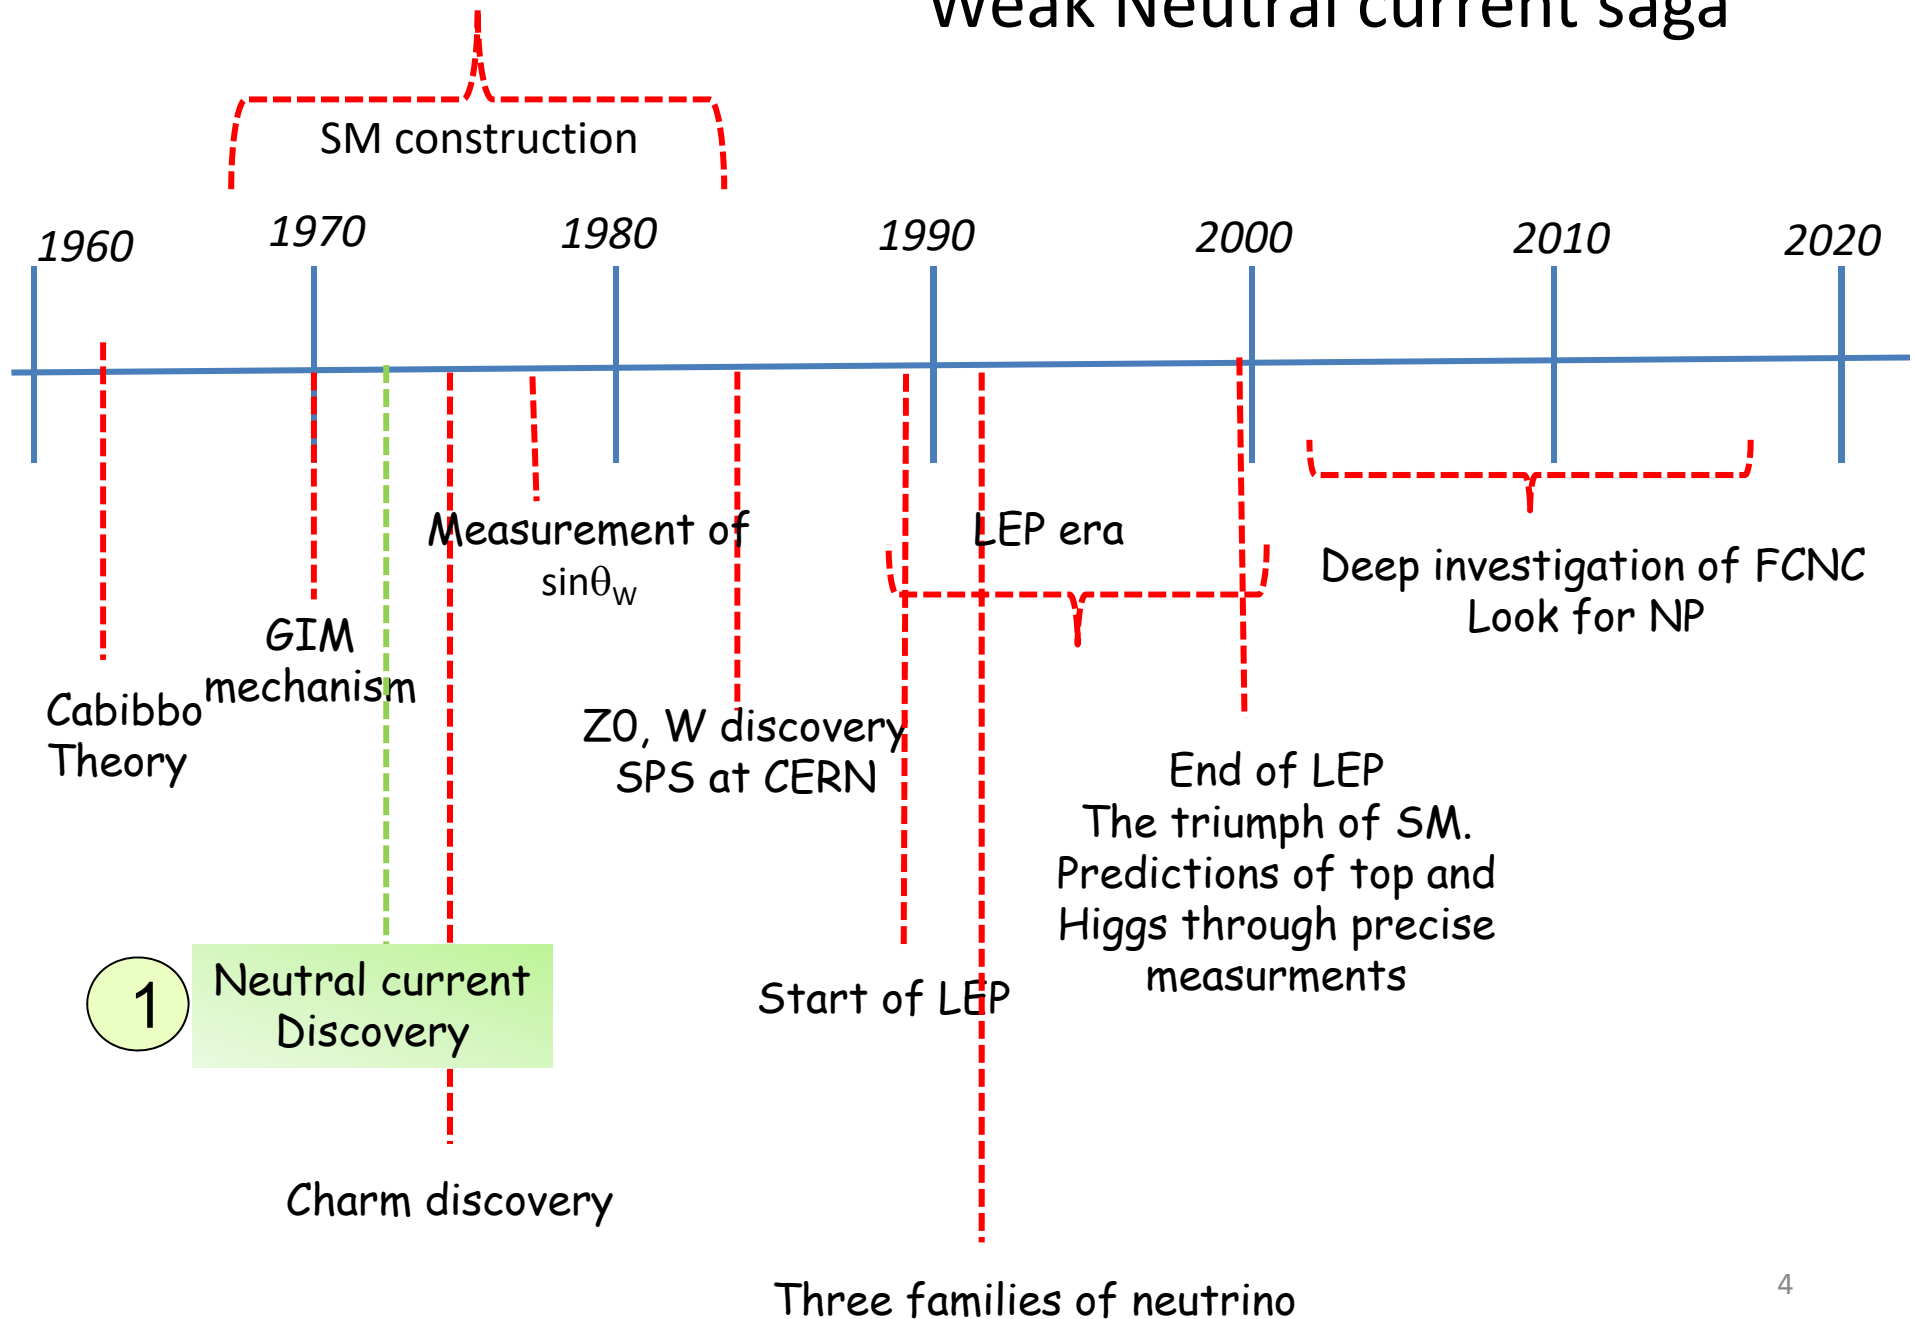 Weak Neutral current saga
SM construction
1960
1970
1980
1990
2000
2010
2020
Measurement of
sinθW
LEP era
Deep investigation of FCNC
Look for NP
GIM
mechanism
Cabibbo
Theory
Z0, W discovery
SPS at CERN
End of LEP
The triumph of SM.
Predictions of top and
Higgs through precise
measurments
1
Neutral current
Discovery
Start of LEP
Charm discovery
Three families of neutrino
4